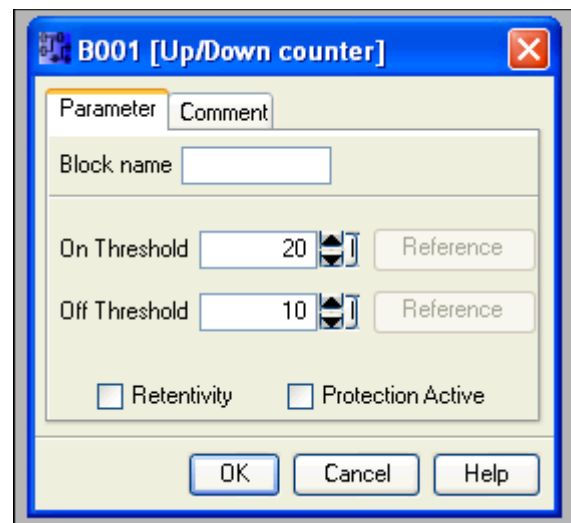 B001 [Up/Down counter]
Parameter Comment
Block name
On Threshold 20 Reference
Off Threshold 10 Reference
Retentivity Protection Active
OK Cancel Help